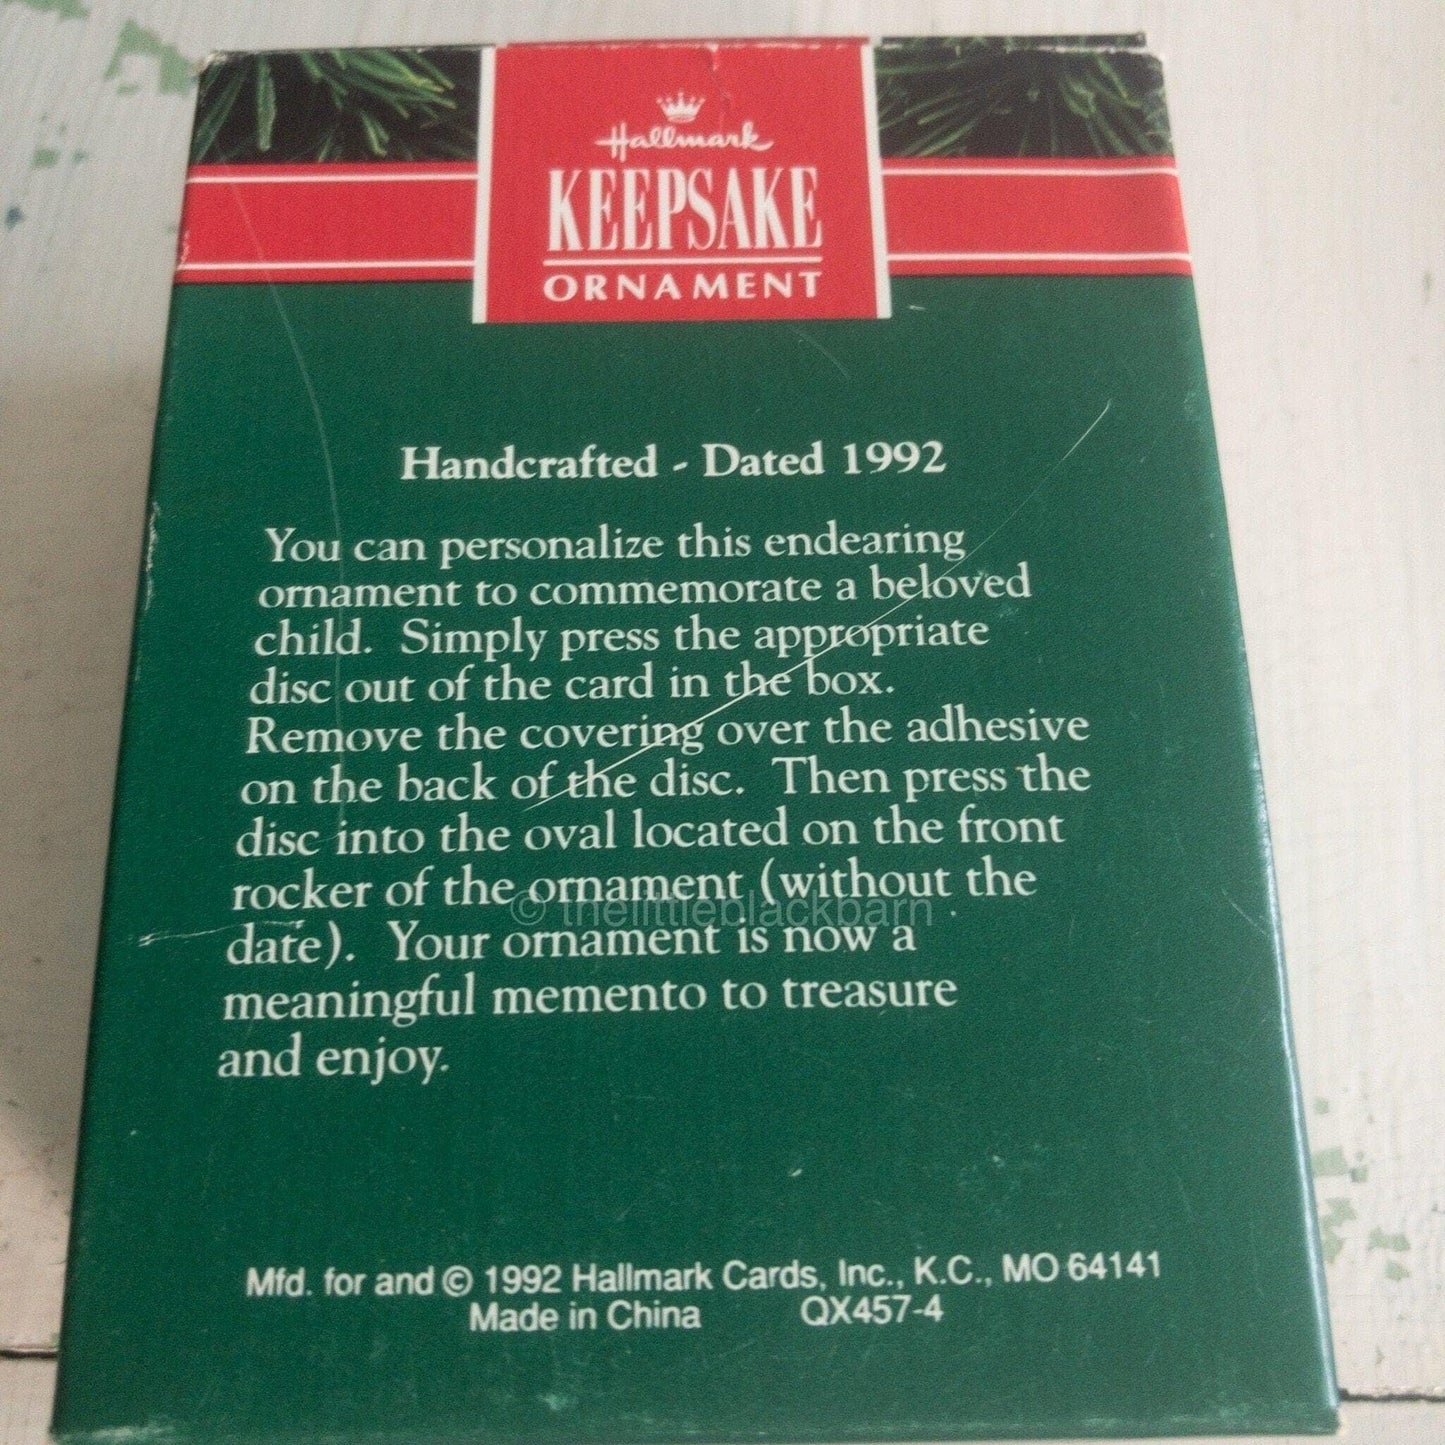 Hallmark
KEEPSAKE
ORNAMENT
Handcrafted - Dated 1992
You can personalize this endearing
ornament to commemorate a beloved
child. Simply press the appropriate
disc out of the card in the box.
Remove the covering over the adhesive
on the back of the disc. Then press the
disc into the oval located on the front
rocker of the ornament (without the
© thelittleblackbarn
date). Your ornament is now a
meaningful memento to treasure
and enjoy.
Mfd. for and © 1992 Hallmark Cards, Inc., K.C., MO 64141
Made in China QX457-4